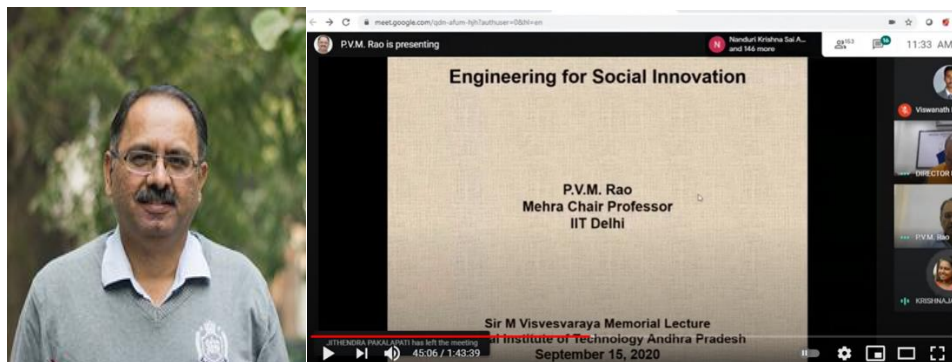 meet.google.com/qdn-afum-hjh?authuser=0&hl=en
P.V.M. Rao is presenting
N
Nanduri Krishna Sai A...
and 146 more
11:33 AM
Engineering for Social Innovation
P.V.M. Rao
Mehra Chair Professor
IIT Delhi
Viswanath
DIRECTOR
P.V.M. Rao
KRISHNAJA
Sir M Visvesvaraya Memorial Lecture
JITHENDRA PAKALAPATI has left the meeting
al Institute of Technology Andhra Pradesh
45:06 / 1:43:39
September 15, 2020